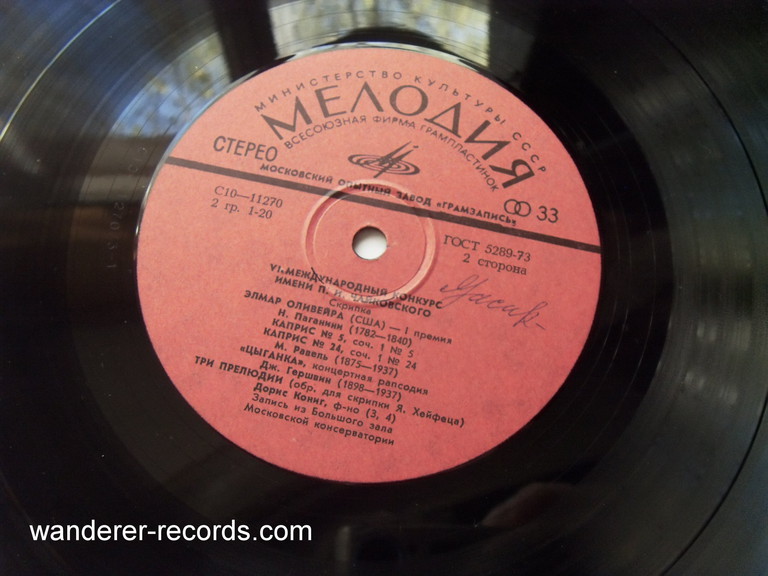 МИНИСТЕРСТВО КУЛЬТУРЫ СССР
МЕЛОДИЯ
ВСЕСОЮЗНАЯ ФИРМА ГРАМПЛАСТИНОК
СТЕРЕО
МОСКОВСКИЙ ОПЫТНЫЙ ЗАВОД «ГРАМЗАПИСЬ»
33
С10—11270
2 гр. 1-20
ГОСТ 5289-73
2 сторона
VI МЕЖДУНАРОДНЫЙ КОНКУРС
ИМЕНИ П. И. ЧАЙКОВСКОГО
Скрипка
ЭЛМАР ОЛИВЕЙРА (США) — I премия
Н. Паганини (1782—1840)
КАПРИС № 5, соч. 1 № 5
КАПРИС № 24, соч. 1 № 24
М. Равель (1875—1937)
«ЦЫГАНКА», концертная рапсодия
Дж. Гершвин (1898—1937)
ТРИ ПРЕЛЮДИИ (обр. для скрипки Я. Хейфеца)
Дорис Кониг, ф-но (3, 4)
Запись из Большого зала
Московской консерватории
wanderer-records.com